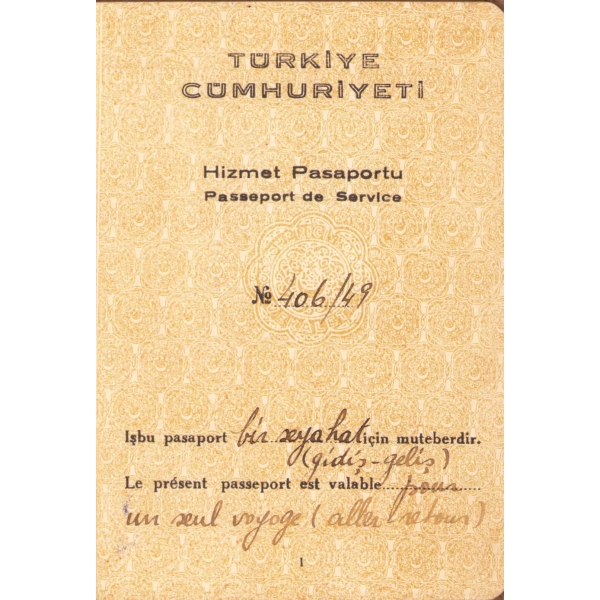 TÜRKİYE
CÜMHURİYETİ
Hizmet Pasaportu
Passeport de Service
№ 406/49
Işbu pasaport bir seyahat için muteberdir.
(gidiş-geliş)
Le présent passeport est valable pour
un seul voyage (aller retour)
1